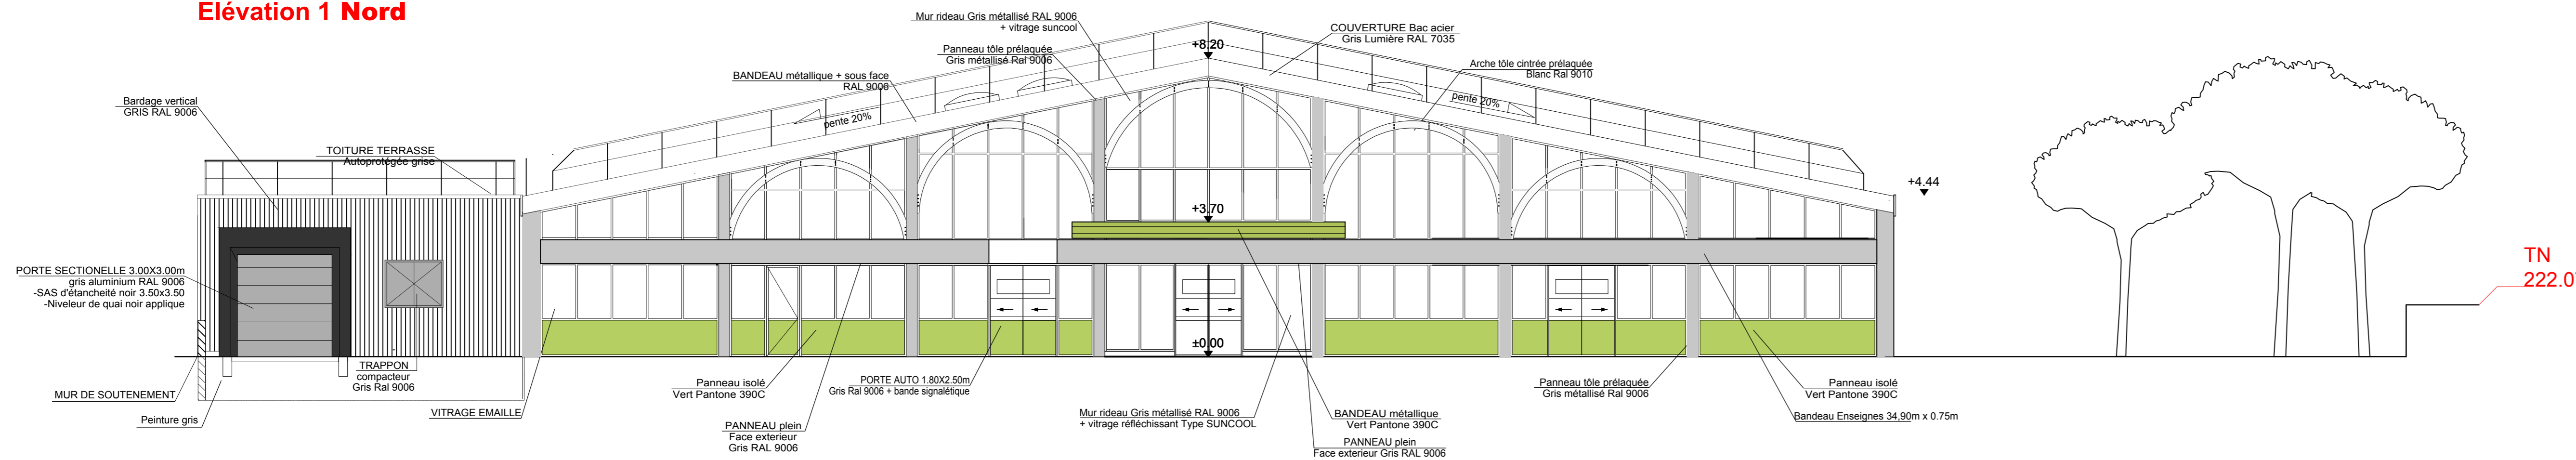 Elévation 1 Nord
Mur rideau Gris métallisé RAL 9006
+ vitrage suncool
Panneau tôle prélaquée
Gris métallisé Ral 9006
BANDEAU métallique + sous face
RAL 9006
Bardage vertical
GRIS RAL 9006
TOITURE TERRASSE
Autoprotégée grise
pente 20%
+8.20
COUVERTURE Bac acier
Gris Lumière RAL 7035
Arche tôle cintrée prélaquée
Blanc Ral 9010
pente 20%
+4.44
+3.70
±0.00
PORTE SECTIONELLE 3.00X3.00m
gris aluminium RAL 9006
-SAS d'étancheité noir 3.50x3.50
-Niveleur de quai noir applique
TN
222.0
MUR DE SOUTENEMENT
Peinture gris
TRAPPON
compacteur
Gris Ral 9006
VITRAGE EMAILLE
Panneau isolé
Vert Pantone 390C
PANNEAU plein
Face exterieur
Gris RAL 9006
PORTE AUTO 1.80X2.50m
Gris Ral 9006 + bande signalétique
Mur rideau Gris métallisé RAL 9006
+ vitrage réfléchissant Type SUNCOOL
BANDEAU métallique
Vert Pantone 390C
PANNEAU plein
Face exterieur Gris RAL 9006
Panneau tôle prélaquée
Gris métallisé Ral 9006
Panneau isolé
Vert Pantone 390C
Bandeau Enseignes 34,90m x 0.75m